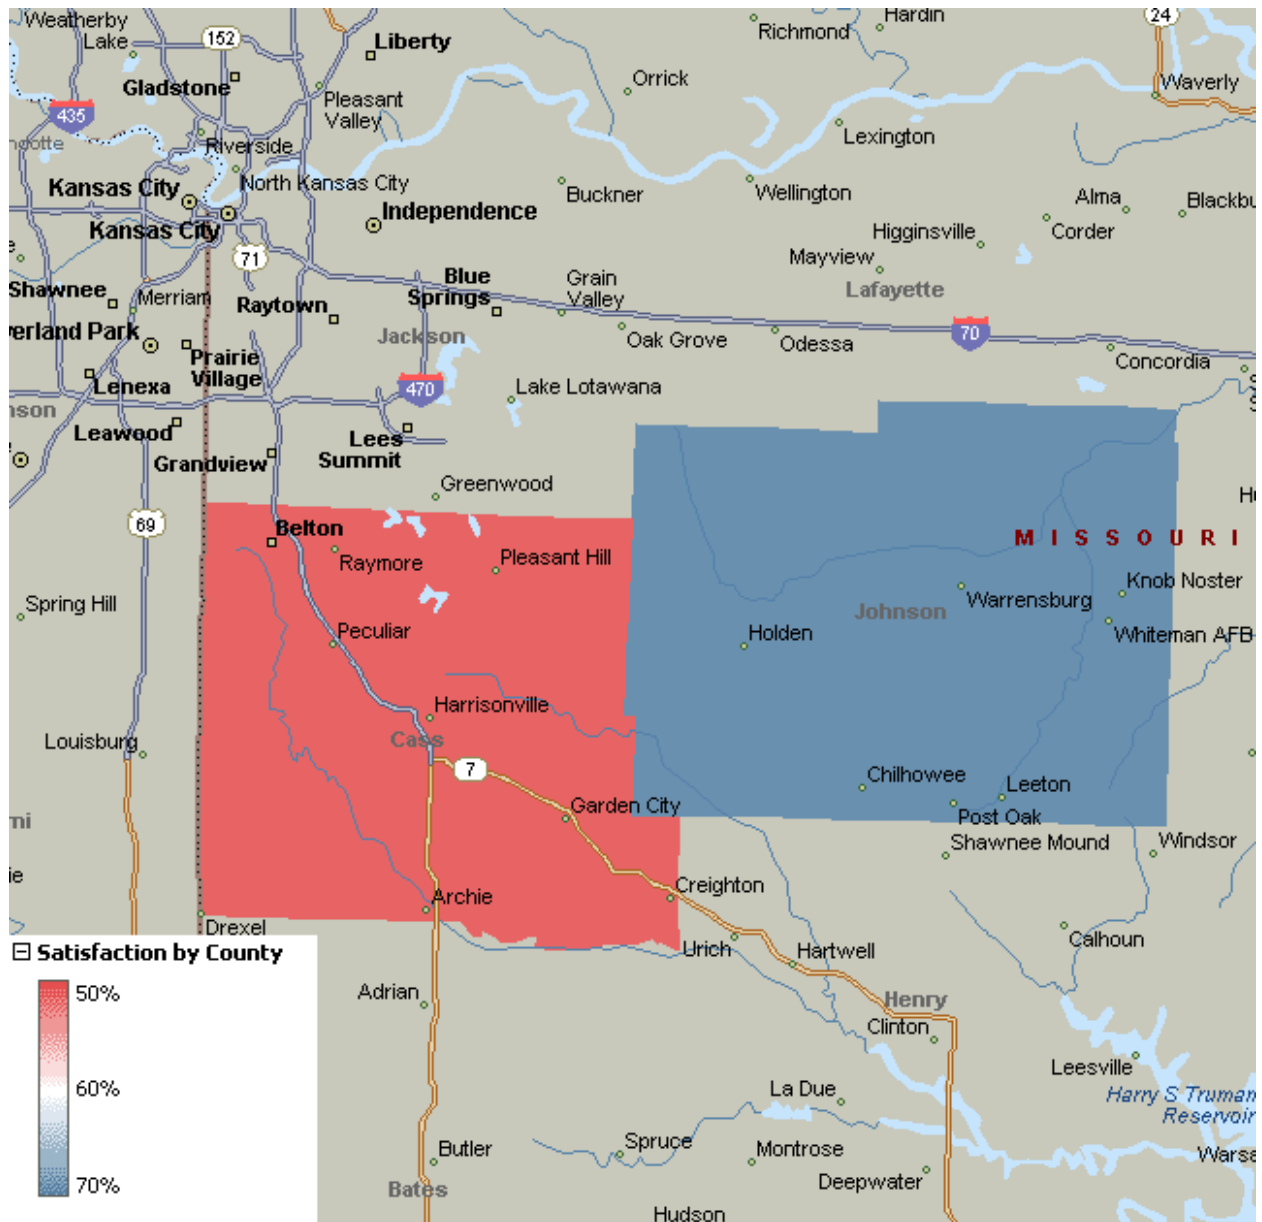 Weatherby
Lake
152
Liberty
Hardin
24
Richmond
Gladstone
Orrick
Waverly
Pleasant
Valley
435
Lexington
Riverside
Kansas City
North Kansas City
Buckner
Wellington
Alma
Independence
Kansas City
Higginsville
Corder
71
Mayview
Blue
Springs
Grain
Valley
Lafayette
Shawnee
Merriam
Raytown
Park
Jackson
Oak Grove
Odessa
70
Prairie
Village
Concordia
Lenexa
470
Lake Lotawana
Leawood
Lees
Summit
Grandview
Greenwood
69
Belton
MISSOURI
Raymore
Pleasant Hill
Knob Noster
Spring Hill
Warrensburg
Johnson
Peculiar
Holden
Whiteman AFB
Harrisonville
Louisburg
Cass
7
Chilhowee
Leeton
Garden City
Post Oak
Shawnee Mound
Windsor
Creighton
Archie
Drexel
Calhoun
Urich
Hartwell
Satisfaction by County
50%
Adrian
Henry
Clinton
Leesville
60%
La Due
Harry S Truman
Reservoir
Butler
Spruce
Montrose
70%
Bates
Deepwater
Hudson